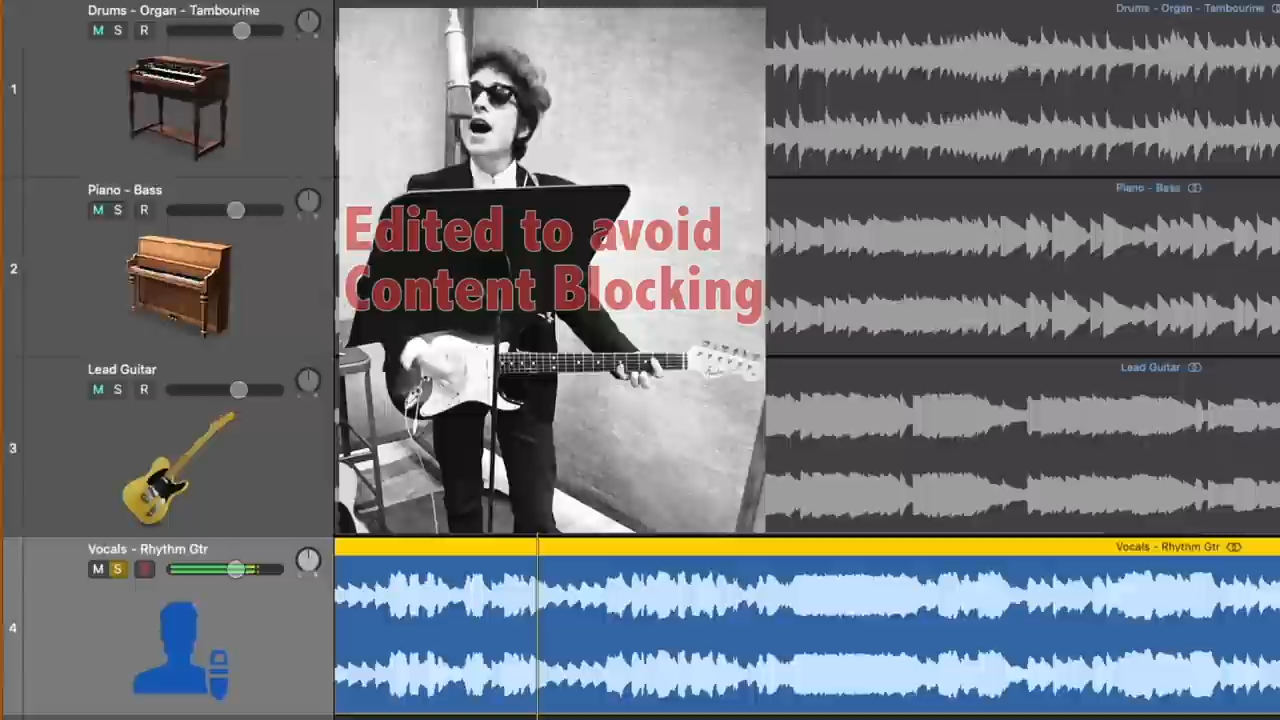 Drums - Organ - Tambourine
M S R
1
Piano - Bass
M S R
2
Lead Guitar
M S R
3
Vocals - Rhythm Gtr
M S R
4
Edited to avoid
Content Blocking
Drums - Organ - Tambourine
Piano - Bass
Lead Guitar
Vocals - Rhythm Gtr